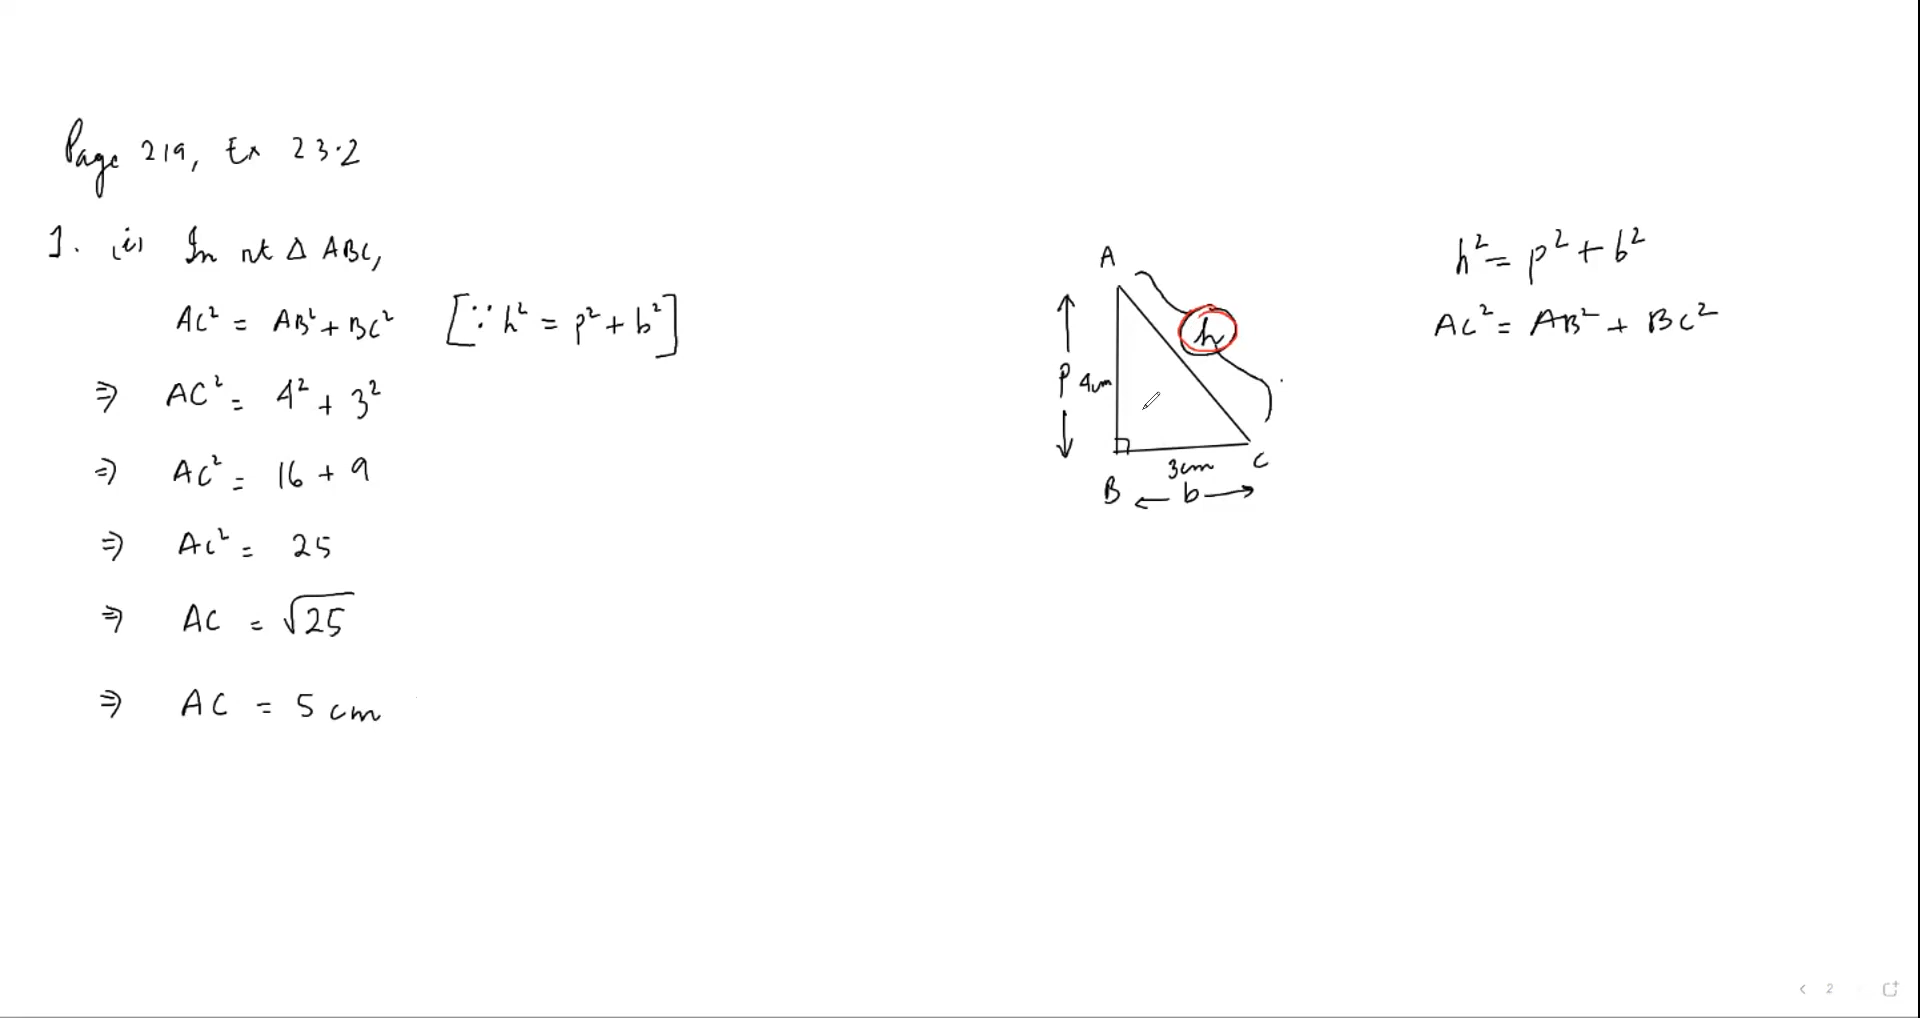 Page 219, Ex 23.2
1. (i) In rt Δ ABC,
AC² = AB² + BC² [∵ h² = p² + b²]
⇒ AC² = 4² + 3²
⇒ AC² = 16 + 9
⇒ AC² = 25
⇒ AC = √25
⇒ AC = 5 cm
A
h
P 4cm
3cm C
B ← b →
h² = p² + b²
AC² = AB² + BC²
< 2